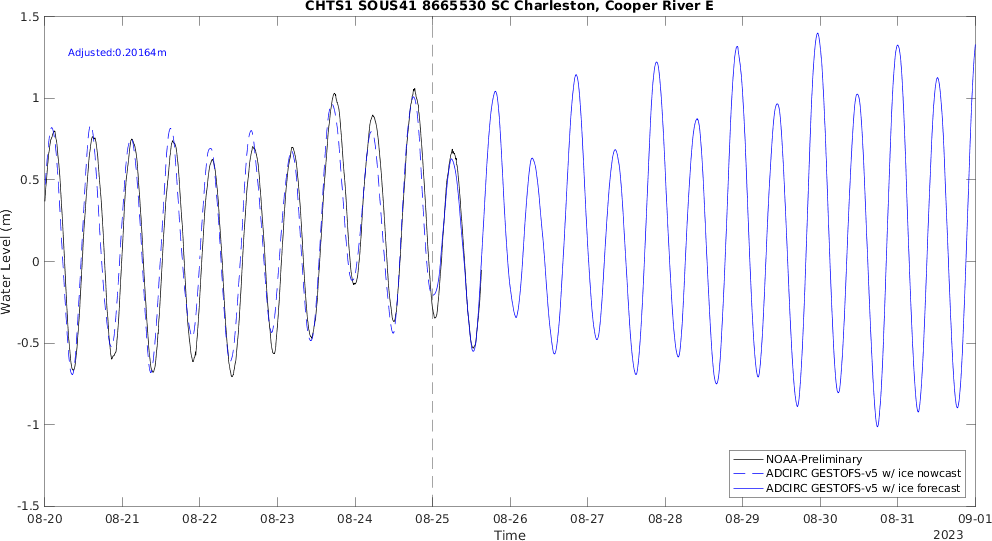 CHTS1 SOUS41 8665530 SC Charleston, Cooper River E
Adjusted:0.20164m
Water Level (m)
1.5
1
0.5
0
-0.5
-1
-1.5
NOAA-Preliminary
ADCIRC GESTOFS-v5 w/ ice nowcast
ADCIRC GESTOFS-v5 w/ ice forecast
08-20 08-21 08-22 08-23 08-24 08-25 08-26 08-27 08-28 08-29 08-30 08-31 09-01
Time
2023